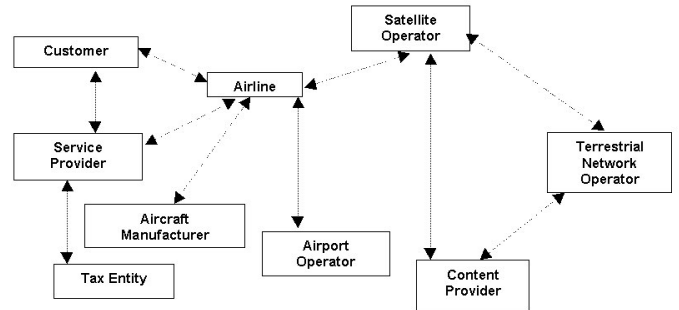 Satellite
Operator
Customer
Airline
Service
Provider
Terrestrial
Network
Operator
Aircraft
Manufacturer
Airport
Operator
Tax Entity
Content
Provider